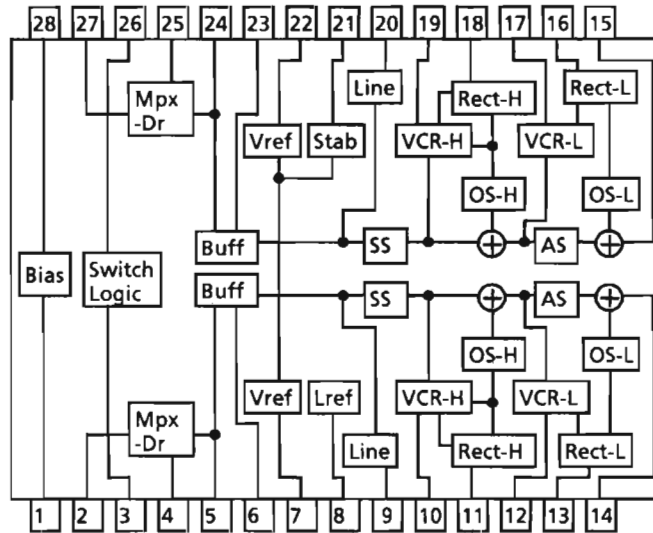 28 27 26 25 24 23 22 21 20 19 18 17 16 15
Mpx
-Dr
Line
Rect-H
Rect-L
Vref
Stab
VCR-H
VCR-L
OS-H
OS-L
Buff
SS
AS
Bias
Switch
Logic
Buff
SS
AS
OS-H
OS-L
Mpx
-Dr
Vref
Lref
VCR-H
VCR-L
Line
Rect-H
Rect-L
1 2 3 4 5 6 7 8 9 10 11 12 13 14